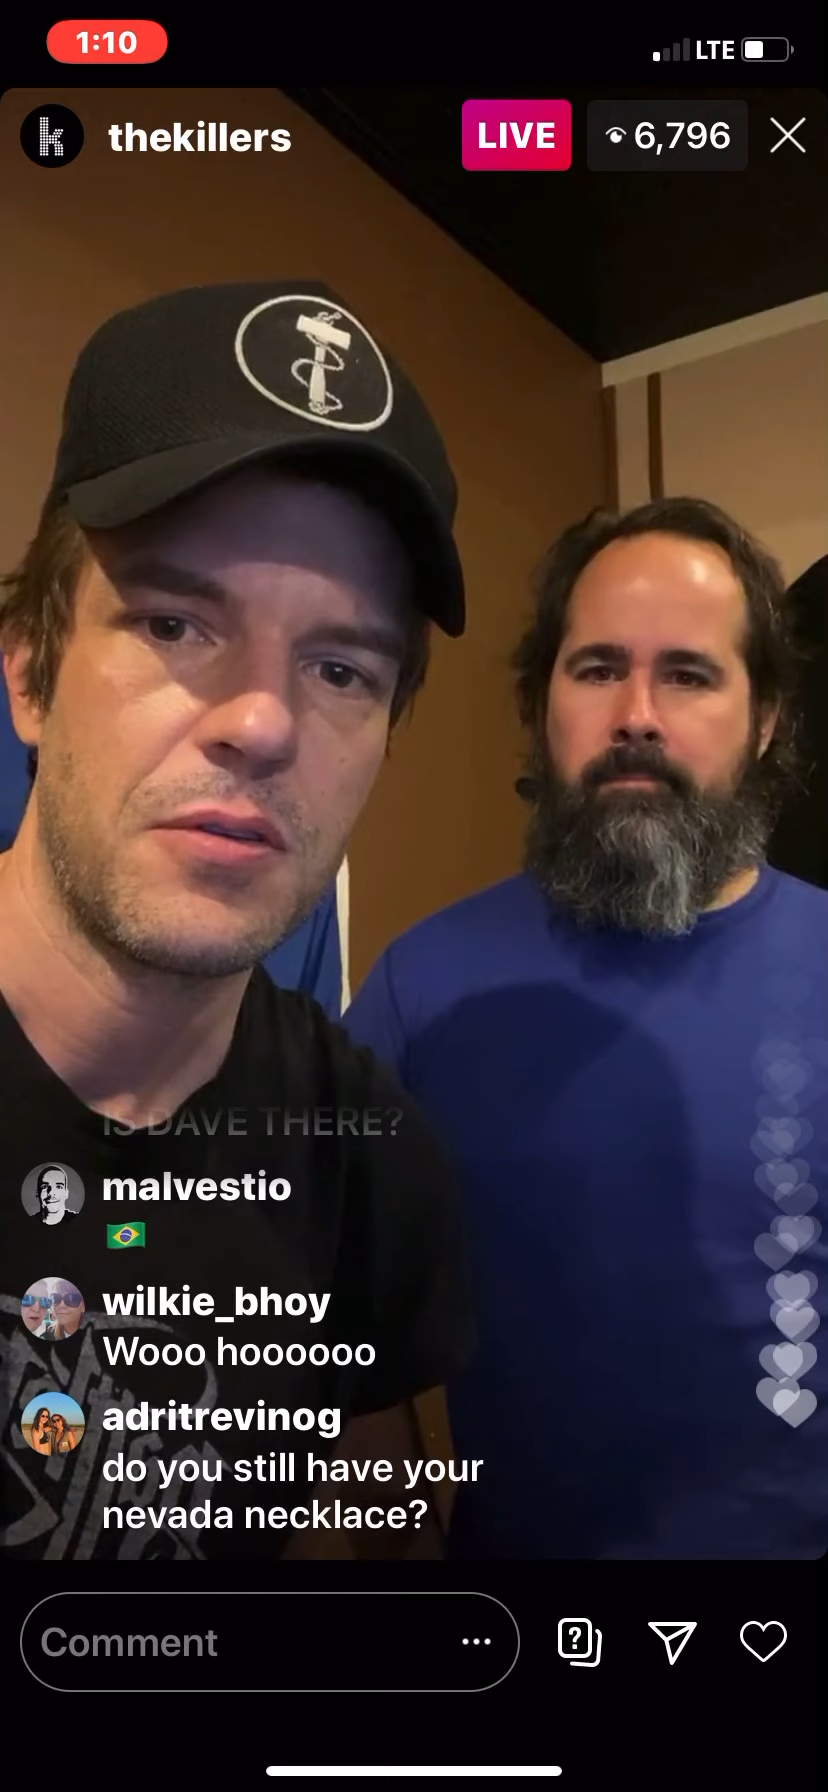 1:10
LTE
k
thekillers
LIVE
6,796
IS DAVE THERE?
malvestio
🇧🇷
wilkie_bhoy
Wooo hoooooo
adritrevinog
do you still have your
nevada necklace?
Comment
?